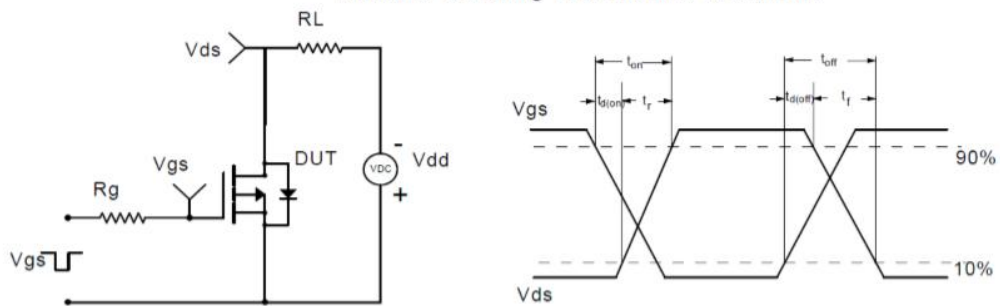 RL
Vds
DUT
Vgs
Rg
VDC
-
+
Vdd
Vgs
ton
toff
td(on)
tr
td(off)
tf
Vgs
90%
10%
Vds